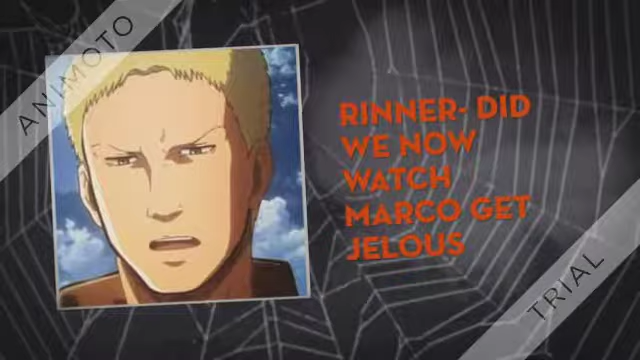 ANIMOTO
RINNER- DID
WE NOW
WATCH
MARCO GET
JELOUS
TRIAL